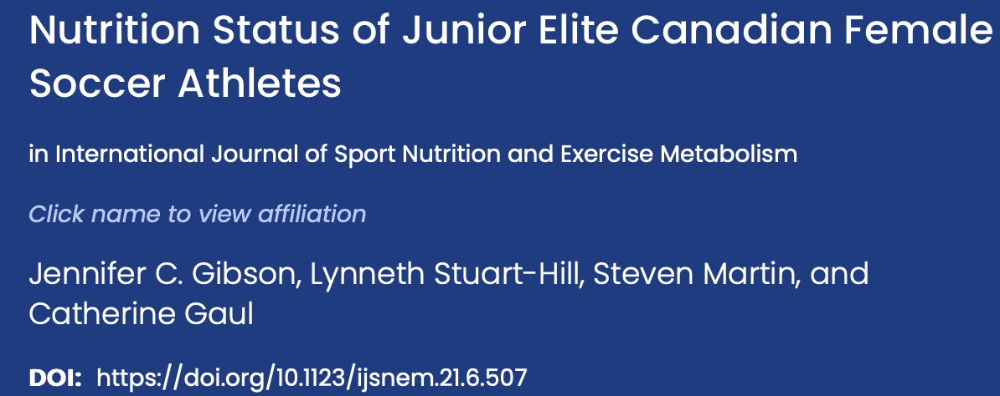 Nutrition Status of Junior Elite Canadian Female
Soccer Athletes
in International Journal of Sport Nutrition and Exercise Metabolism
Click name to view affiliation
Jennifer C. Gibson, Lynneth Stuart-Hill, Steven Martin, and
Catherine Gaul
DOI: https://doi.org/10.1123/ijsnem.21.6.507